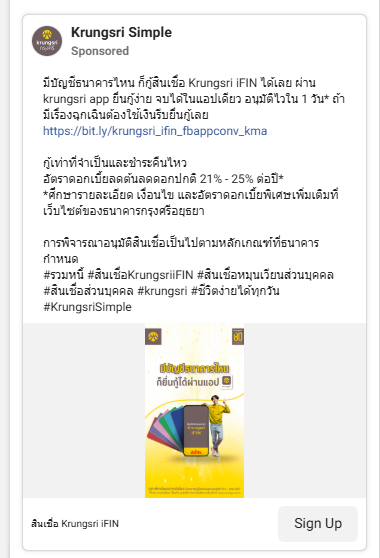 krungsri
กรุงศรี
Krungsri Simple
Sponsored
มีบัญชีธนาคารไหน ก็กู้สินเชื่อ Krungsri iFIN ได้เลย ผ่าน
krungsri app ยื่นกู้ง่าย จบได้ในแอปเดียว อนุมัติไวใน 1 วัน* ถ้า
มีเรื่องฉุกเฉินต้องใช้เงินรีบยื่นกู้เลย
https://bit.ly/krungsri_ifin_fbappconv_kma
กู้เท่าที่จำเป็นและชำระคืนไหว
อัตราดอกเบี้ยลดต้นลดดอกปกติ 21% - 25% ต่อปี*
*ศึกษารายละเอียด เงื่อนไข และอัตราดอกเบี้ยพิเศษเพิ่มเติมที่
เว็บไซต์ของธนาคารกรุงศรีอยุธยา
การพิจารณาอนุมัติสินเชื่อเป็นไปตามหลักเกณฑ์ที่ธนาคาร
กำหนด
#รวมหนี้ #สินเชื่อKrungsriiFIN #สินเชื่อหมุนเวียนส่วนบุคคล
#สินเชื่อส่วนบุคคล #krungsri #ชีวิตง่ายได้ทุกวัน
#KrungsriSimple
มีบัญชีธนาคารไหน
ก็ยื่นกู้ได้ผ่านแอป
สินเชื่อ Krungsri iFIN
Sign Up